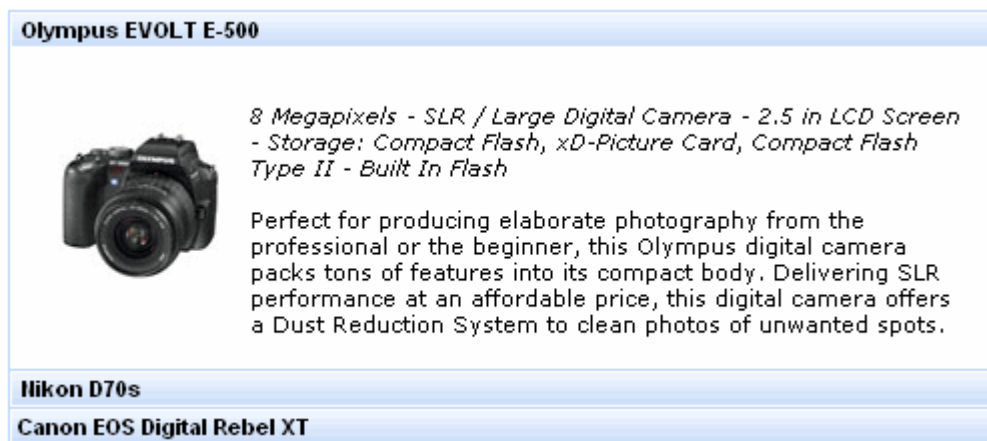 Olympus EVOLT E-500
8 Megapixels - SLR / Large Digital Camera - 2.5 in LCD Screen
- Storage: Compact Flash, xD-Picture Card, Compact Flash
Type II - Built In Flash
OLYMPUS
Perfect for producing elaborate photography from the
professional or the beginner, this Olympus digital camera
packs tons of features into its compact body. Delivering SLR
performance at an affordable price, this digital camera offers
a Dust Reduction System to clean photos of unwanted spots.
Nikon D70s
Canon EOS Digital Rebel XT